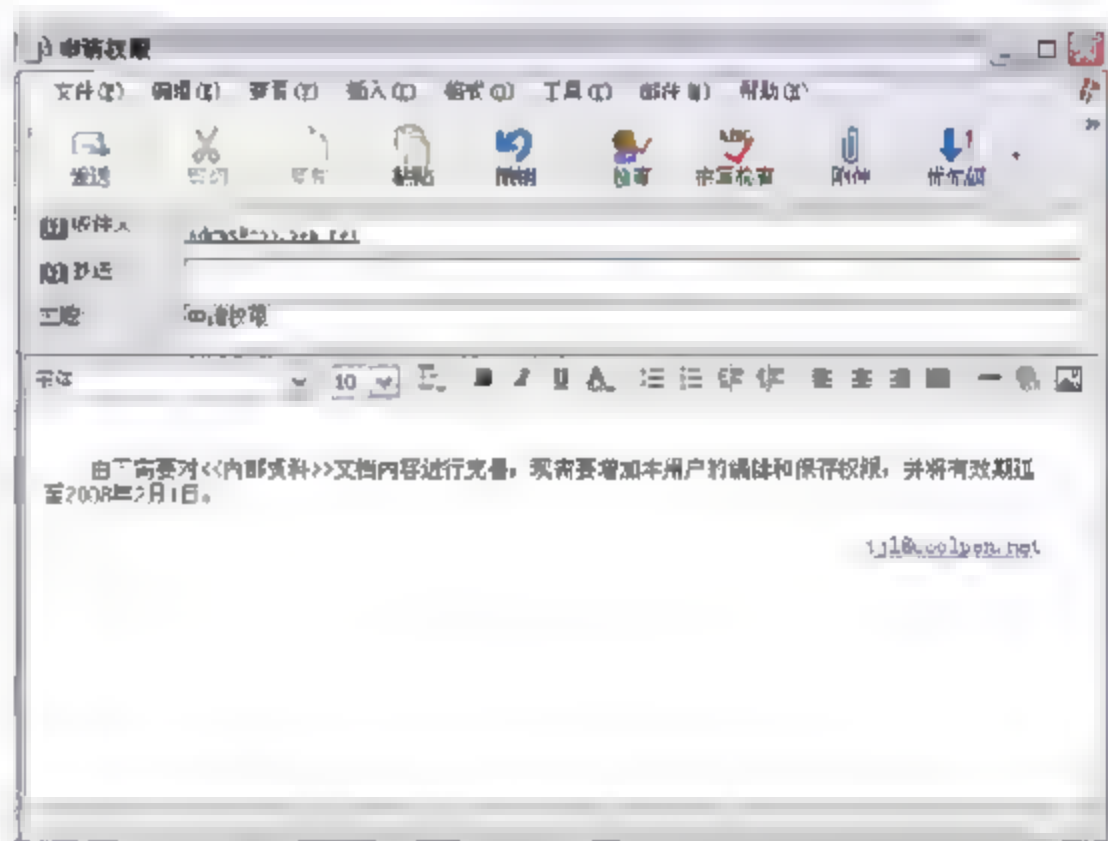 申请权限
文件(F) 编辑(E) 查看(V) 插入(I) 格式(O) 工具(T) 邮件(M) 帮助(H)
发送 剪切 复制 粘贴 撤销 检查 拼写检查 附件 优先级
收件人
抄送
主题: 申请权限
宋体 10
由于需要对<<内部资料>>文档内容进行完善，现需要增加本用户的编辑和保存权限，并将有效期延
至2008年2月1日。